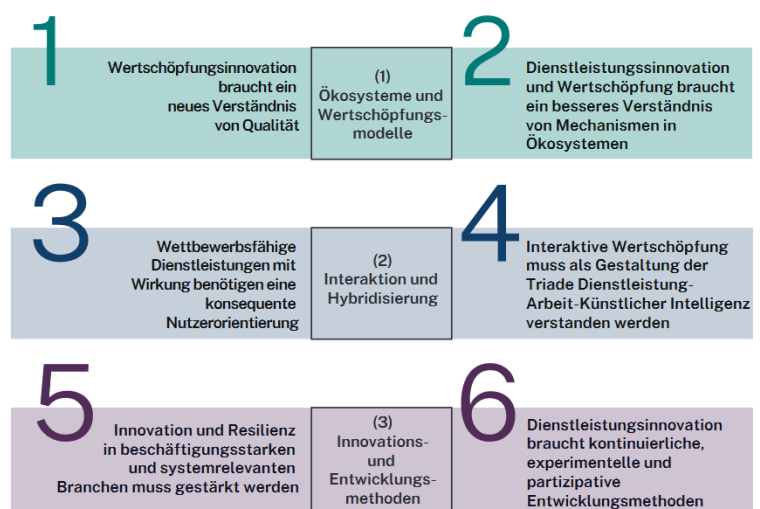 1
Wertschöpfungsinnovation
braucht ein
neues Verständnis
von Qualität
(1)
Ökosysteme und
Wertschöpfungs-
modelle
2
Dienstleistungssinnovation
und Wertschöpfung braucht
ein besseres Verständnis
von Mechanismen in
Ökosystemen
3
Wettbewerbsfähige
Dienstleistungen mit
Wirkung benötigen eine
konsequente
Nutzerorientierung
(2)
Interaktion und
Hybridisierung
4
Interaktive Wertschöpfung
muss als Gestaltung der
Triade Dienstleistung-
Arbeit-Künstlicher Intelligenz
verstanden werden
5
Innovation und Resilienz
in beschäftigungsstarken
und systemrelevanten
Branchen muss gestärkt werden
(3)
Innovations-
und
Entwicklungs-
methoden
6
Dienstleistungsinnovation
braucht kontinuierliche,
experimentelle und
partizipative
Entwicklungsmethoden